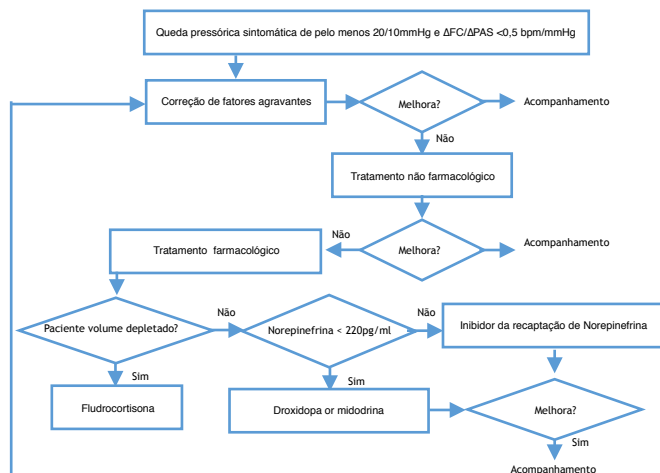 Queda pressórica sintomática de pelo menos 20/10mmHg e ΔFC/ΔPAS <0,5 bpm/mmHg
Correção de fatores agravantes
Melhora?
Acompanhamento
Não
Tratamento não farmacológico
Não
Tratamento farmacológico
Melhora?
Acompanhamento
Paciente volume depletado?
Não
Norepinefrina < 220pg/ml
Não
Inibidor da recaptação de Norepinefrina
Sim
Sim
Fludrocortisona
Droxidopa or midodrina
Melhora?
Sim
Acompanhamento